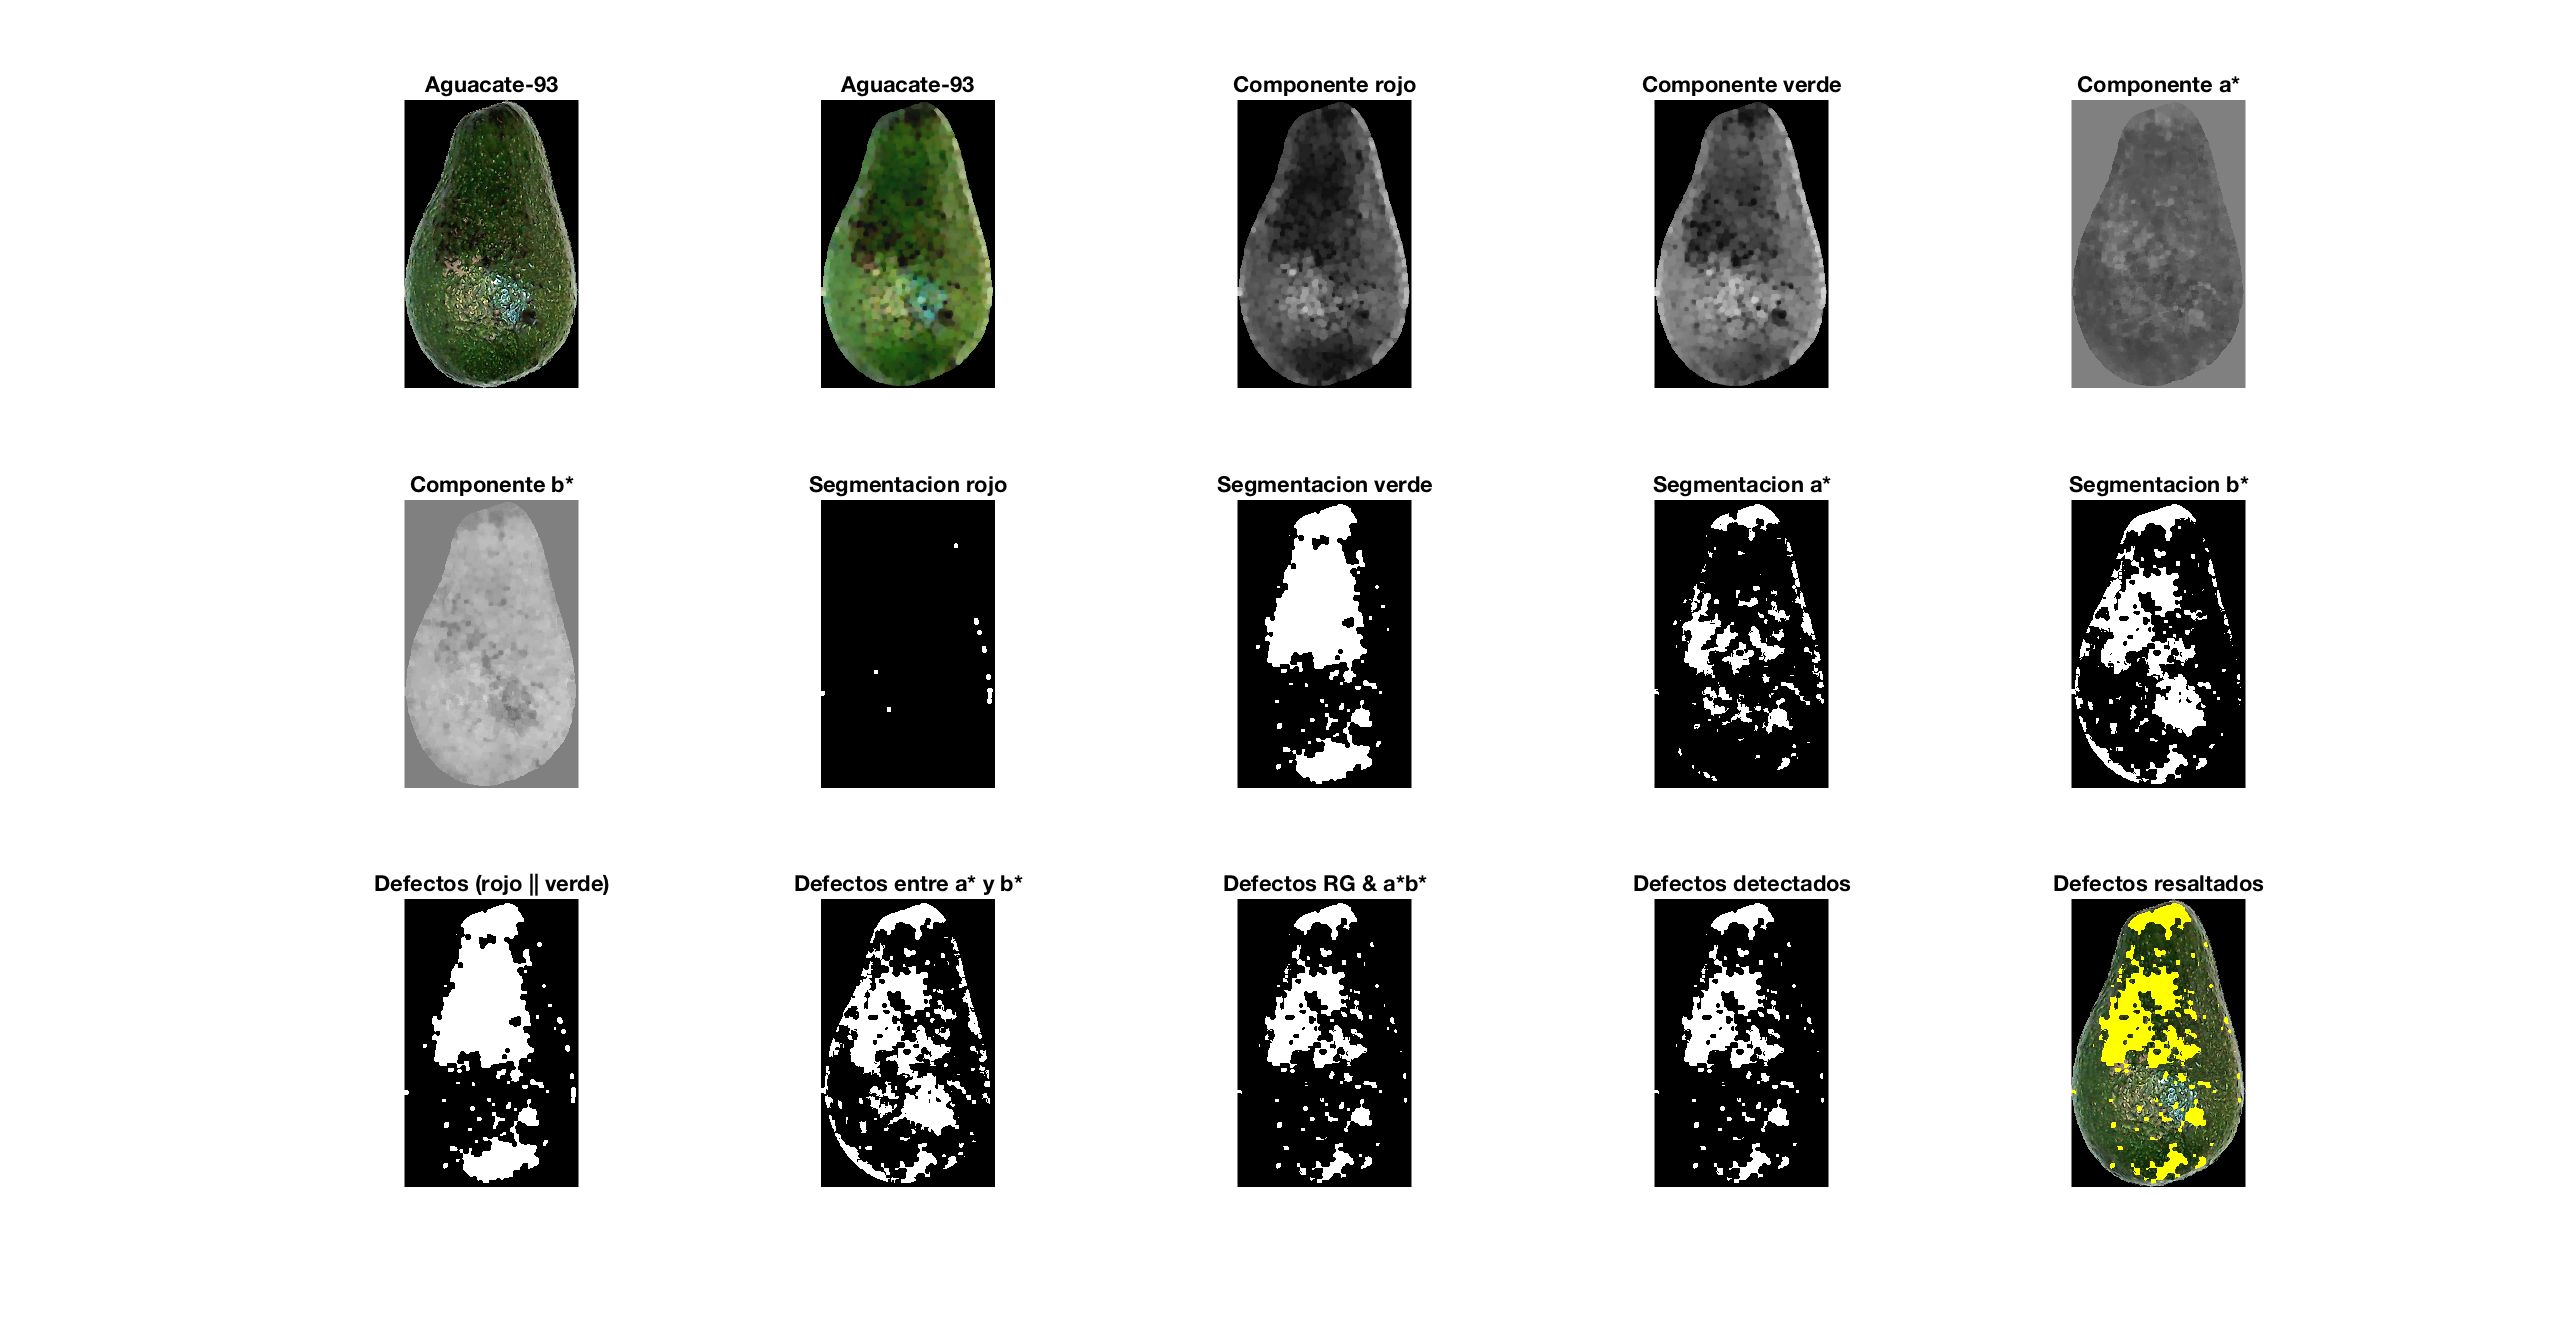 Aguacate-93
Aguacate-93
Componente rojo
Componente verde
Componente a*
Componente b*
Segmentacion rojo
Segmentacion verde
Segmentacion a*
Segmentacion b*
Defectos (rojo || verde)
Defectos entre a* y b*
Defectos RG & a*b*
Defectos detectados
Defectos resaltados